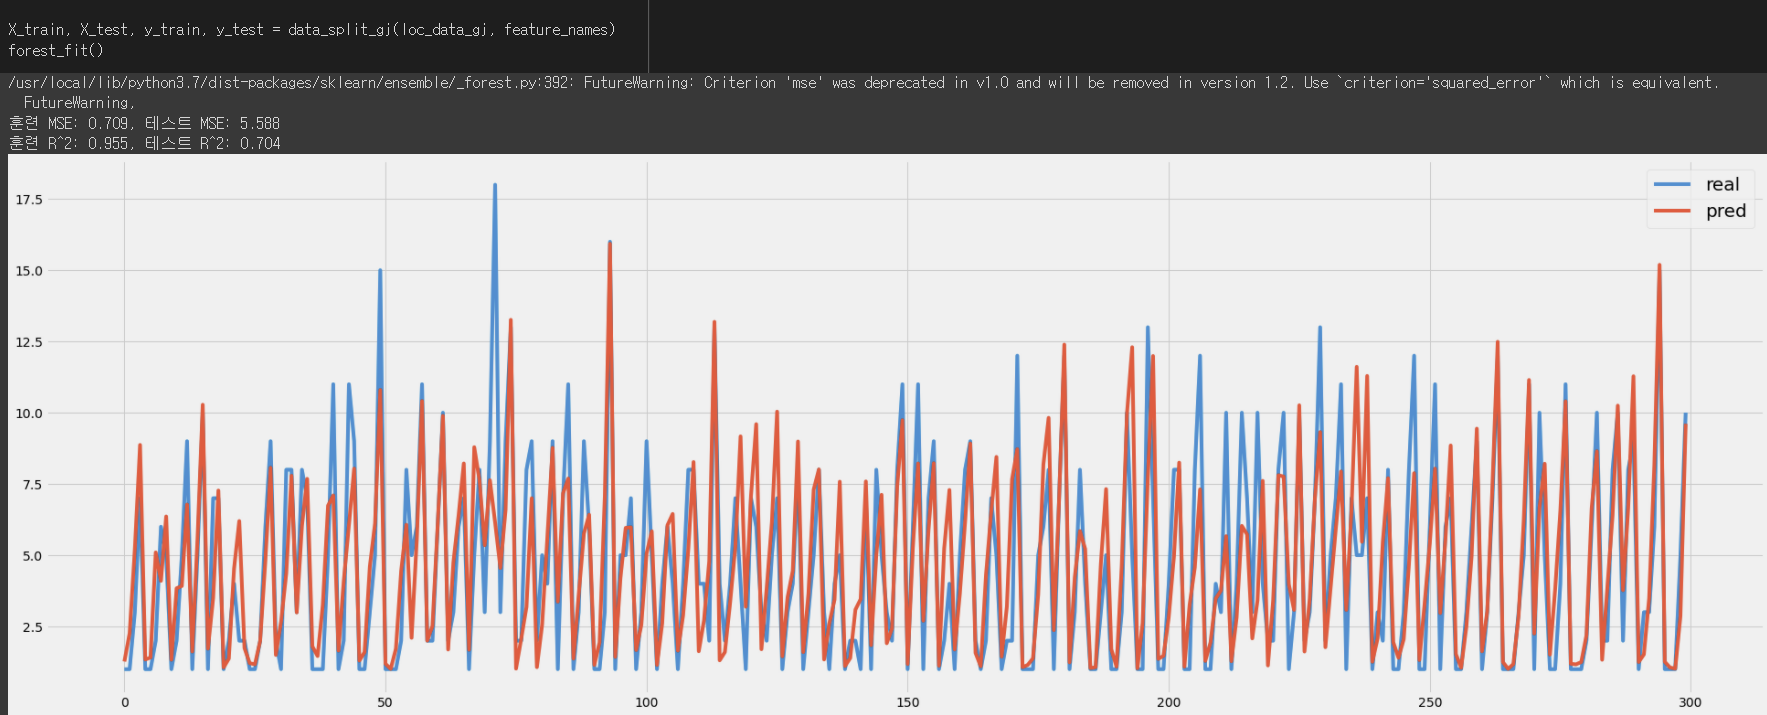 X_train, X_test, y_train, y_test = data_split_gj(loc_data_gj, feature_names)
forest_fit()
/usr/local/lib/python3.7/dist-packages/sklearn/ensemble/_forest.py:392: FutureWarning: Criterion 'mse' was deprecated in v1.0 and will be removed in version 1.2. Use `criterion='squared_error'` which is equivalent.
FutureWarning,
훈련 MSE: 0.709, 테스트 MSE: 5.588
훈련 R^2: 0.955, 테스트 R^2: 0.704
real
pred
17.5
15.0
12.5
10.0
7.5
5.0
2.5
0 50 100 150 200 250 300